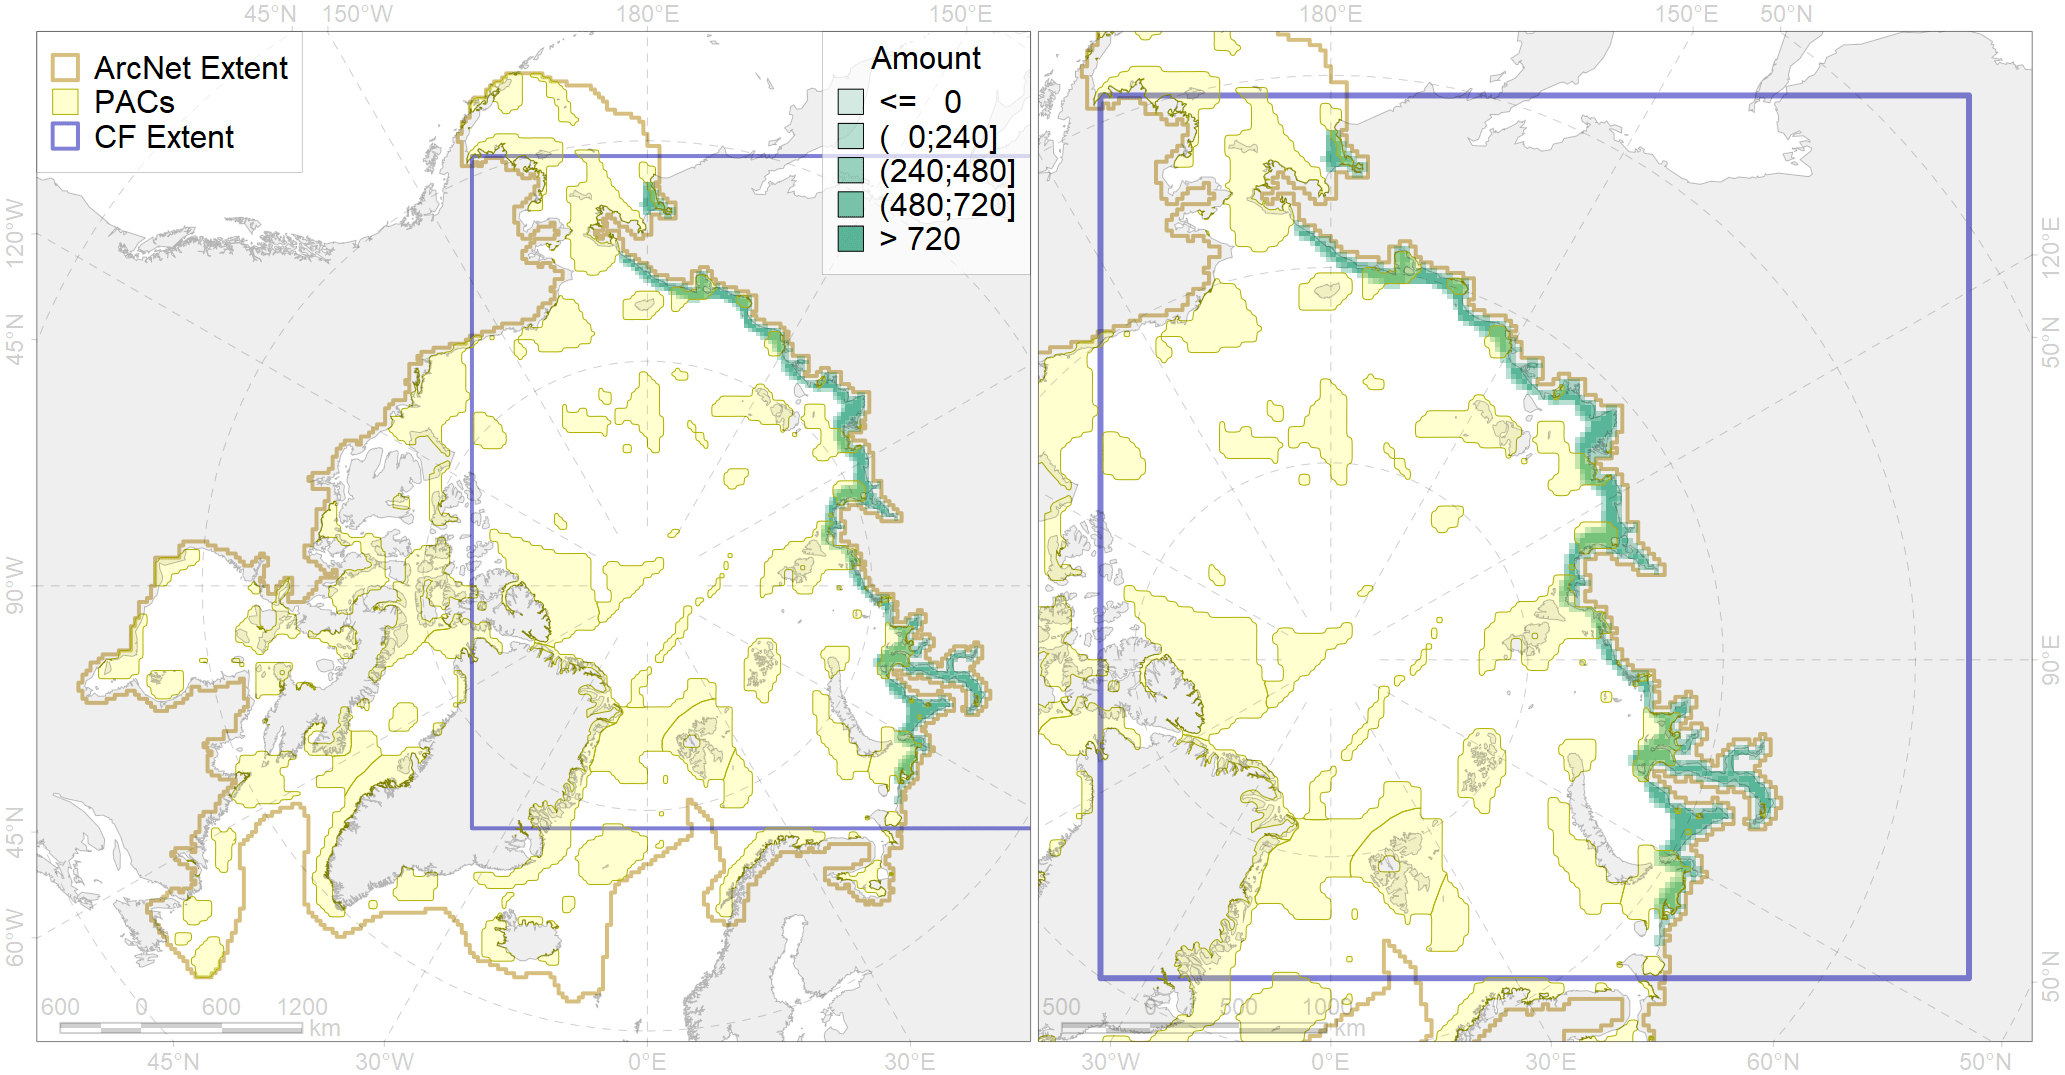 45°N 150°W 180°E 150°E 180°E 150°E 50°N
ArcNet Extent
PACs
CF Extent
Amount
<= 0
( 0;240]
(240;480]
(480;720]
> 720
120°W
45°N
90°W
45°N
60°W
120°E
50°N
90°E
50°N
600 0 600 1200
km
500 0 500 1000
km
45°N 30°W 0°E 30°E 30°W 0°E 30°E 60°N 50°N